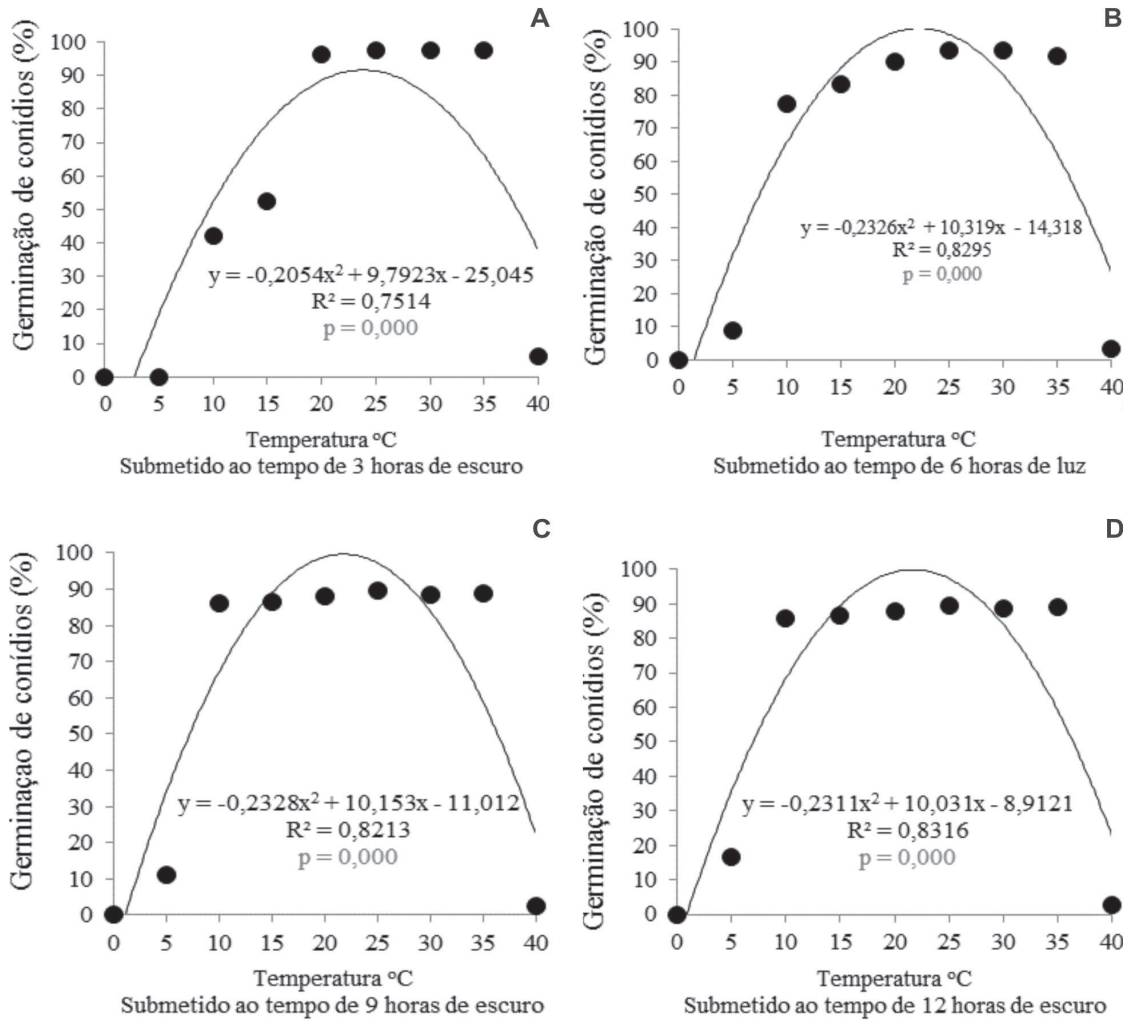 A
Germinação de conídios (%)
100
90
80
70
60
50
40
30
20
10
0
y = -0,2054x² + 9,7923x - 25,045
R² = 0,7514
p = 0,000
0 5 10 15 20 25 30 35 40
Temperatura ºC
Submetido ao tempo de 3 horas de escuro
B
Germinação de conídios (%)
100
90
80
70
60
50
40
30
20
10
0
y = -0,2326x² + 10,319x - 14,318
R² = 0,8295
p = 0,000
0 5 10 15 20 25 30 35 40
Temperatura ºC
Submetido ao tempo de 6 horas de luz
C
Germinaçao de conídios (%)
100
90
80
70
60
50
40
30
20
10
0
y = -0,2328x² + 10,153x - 11,012
R² = 0,8213
p = 0,000
0 5 10 15 20 25 30 35 40
Temperatura ºC
Submetido ao tempo de 9 horas de escuro
D
Germinação de conídios (%)
100
90
80
70
60
50
40
30
20
10
0
y = -0,2311x² + 10,031x - 8,9121
R² = 0,8316
p = 0,000
0 5 10 15 20 25 30 35 40
Temperatura ºC
Submetido ao tempo de 12 horas de escuro